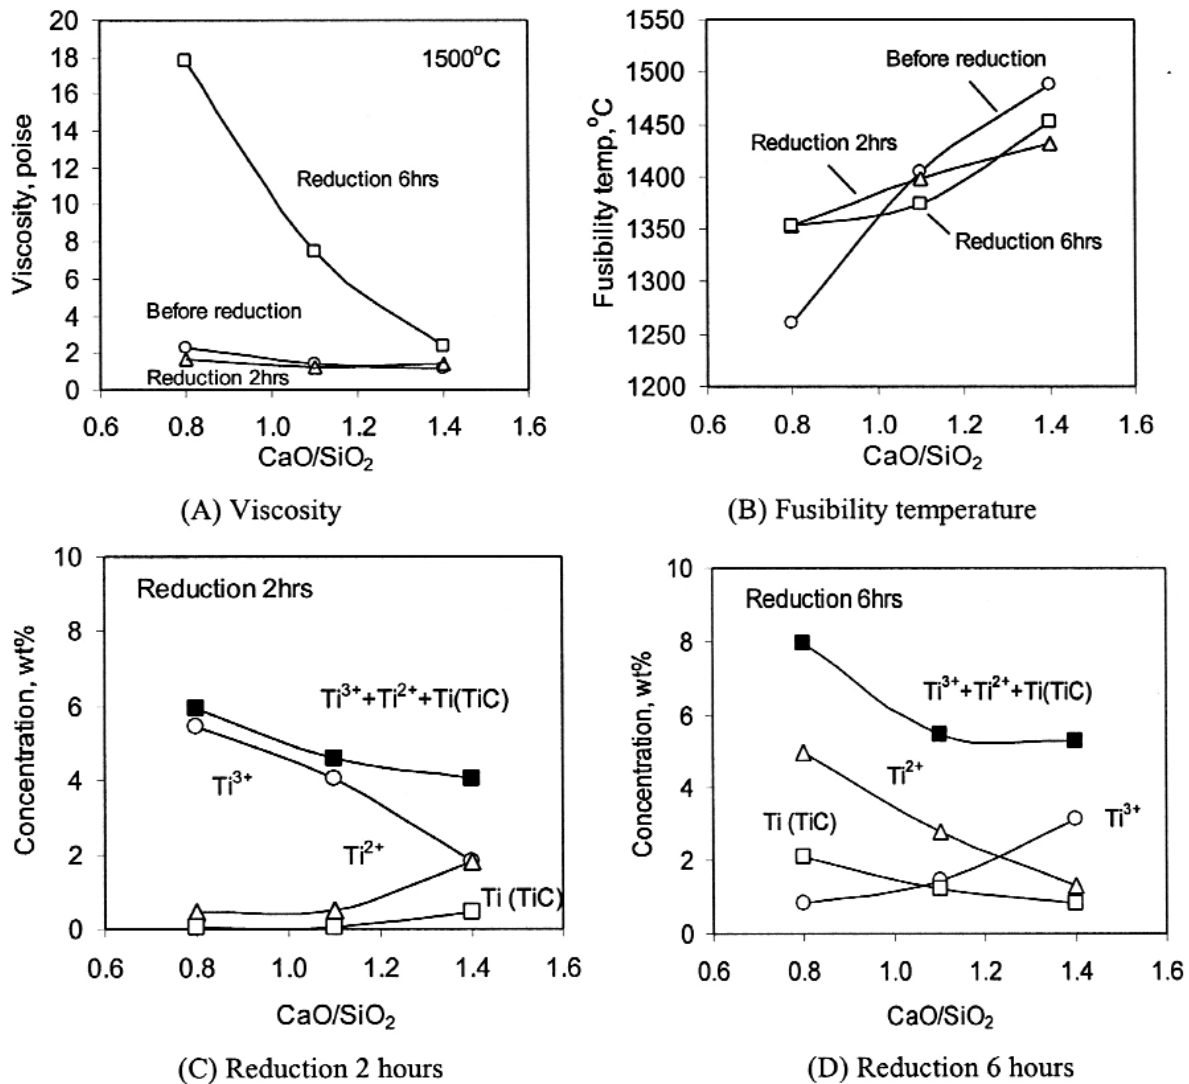 20
18
16
14
12
10
8
6
4
2
0
Viscosity, poise
1500°C
Reduction 6hrs
Before reduction
Reduction 2hrs
0.6 0.8 1.0 1.2 1.4 1.6
CaO/SiO₂
(A) Viscosity
1550
1500
1450
1400
1350
1300
1250
1200
Fusibility temp,°C
Before reduction
Reduction 2hrs
Reduction 6hrs
0.6 0.8 1.0 1.2 1.4 1.6
CaO/SiO₂
(B) Fusibility temperature
10
8
6
4
2
0
Concentration, wt%
Reduction 2hrs
Ti³⁺+Ti²⁺+Ti(TiC)
Ti³⁺
Ti²⁺
Ti (TiC)
0.6 0.8 1.0 1.2 1.4 1.6
CaO/SiO₂
(C) Reduction 2 hours
10
8
6
4
2
0
Concentration, wt%
Reduction 6hrs
Ti³⁺+Ti²⁺+Ti(TiC)
Ti²⁺
Ti (TiC)
Ti³⁺
0.6 0.8 1.0 1.2 1.4 1.6
CaO/SiO₂
(D) Reduction 6 hours